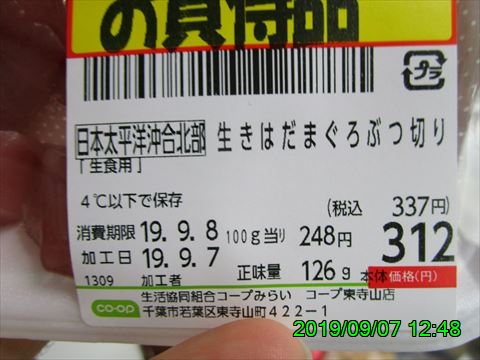 お買得品
プラ
日本太平洋沖合北部 生きはだまぐろぶつ切り
「生食用」
4℃以下で保存
(税込 337円)
消費期限 19.9.8 100g当り 248円 312
加工日 19.9.7 正味量 126g 本体価格(円)
1309 加工者
co-op 生活協同組合コープみらい コープ東寺山店
千葉市若葉区東寺山町422-1
2019/09/07 12:48